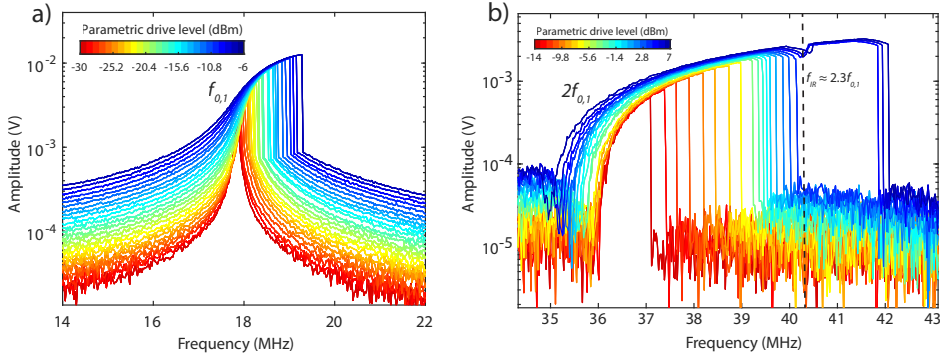 a)
Parametric drive level (dBm)
-30 -25.2 -20.4 -15.6 -10.8 -6
f0,1
10-2
10-3
10-4
Amplitude (V)
14 16 18 20 22
Frequency (MHz)
b)
Parametric drive level (dBm)
-14 -9.8 -5.6 -1.4 2.8 7
2f0,1
fIR ≈ 2.3f0,1
10-2
10-3
10-4
10-5
Amplitude (V)
35 36 37 38 39 40 41 42 43
Frequency (MHz)